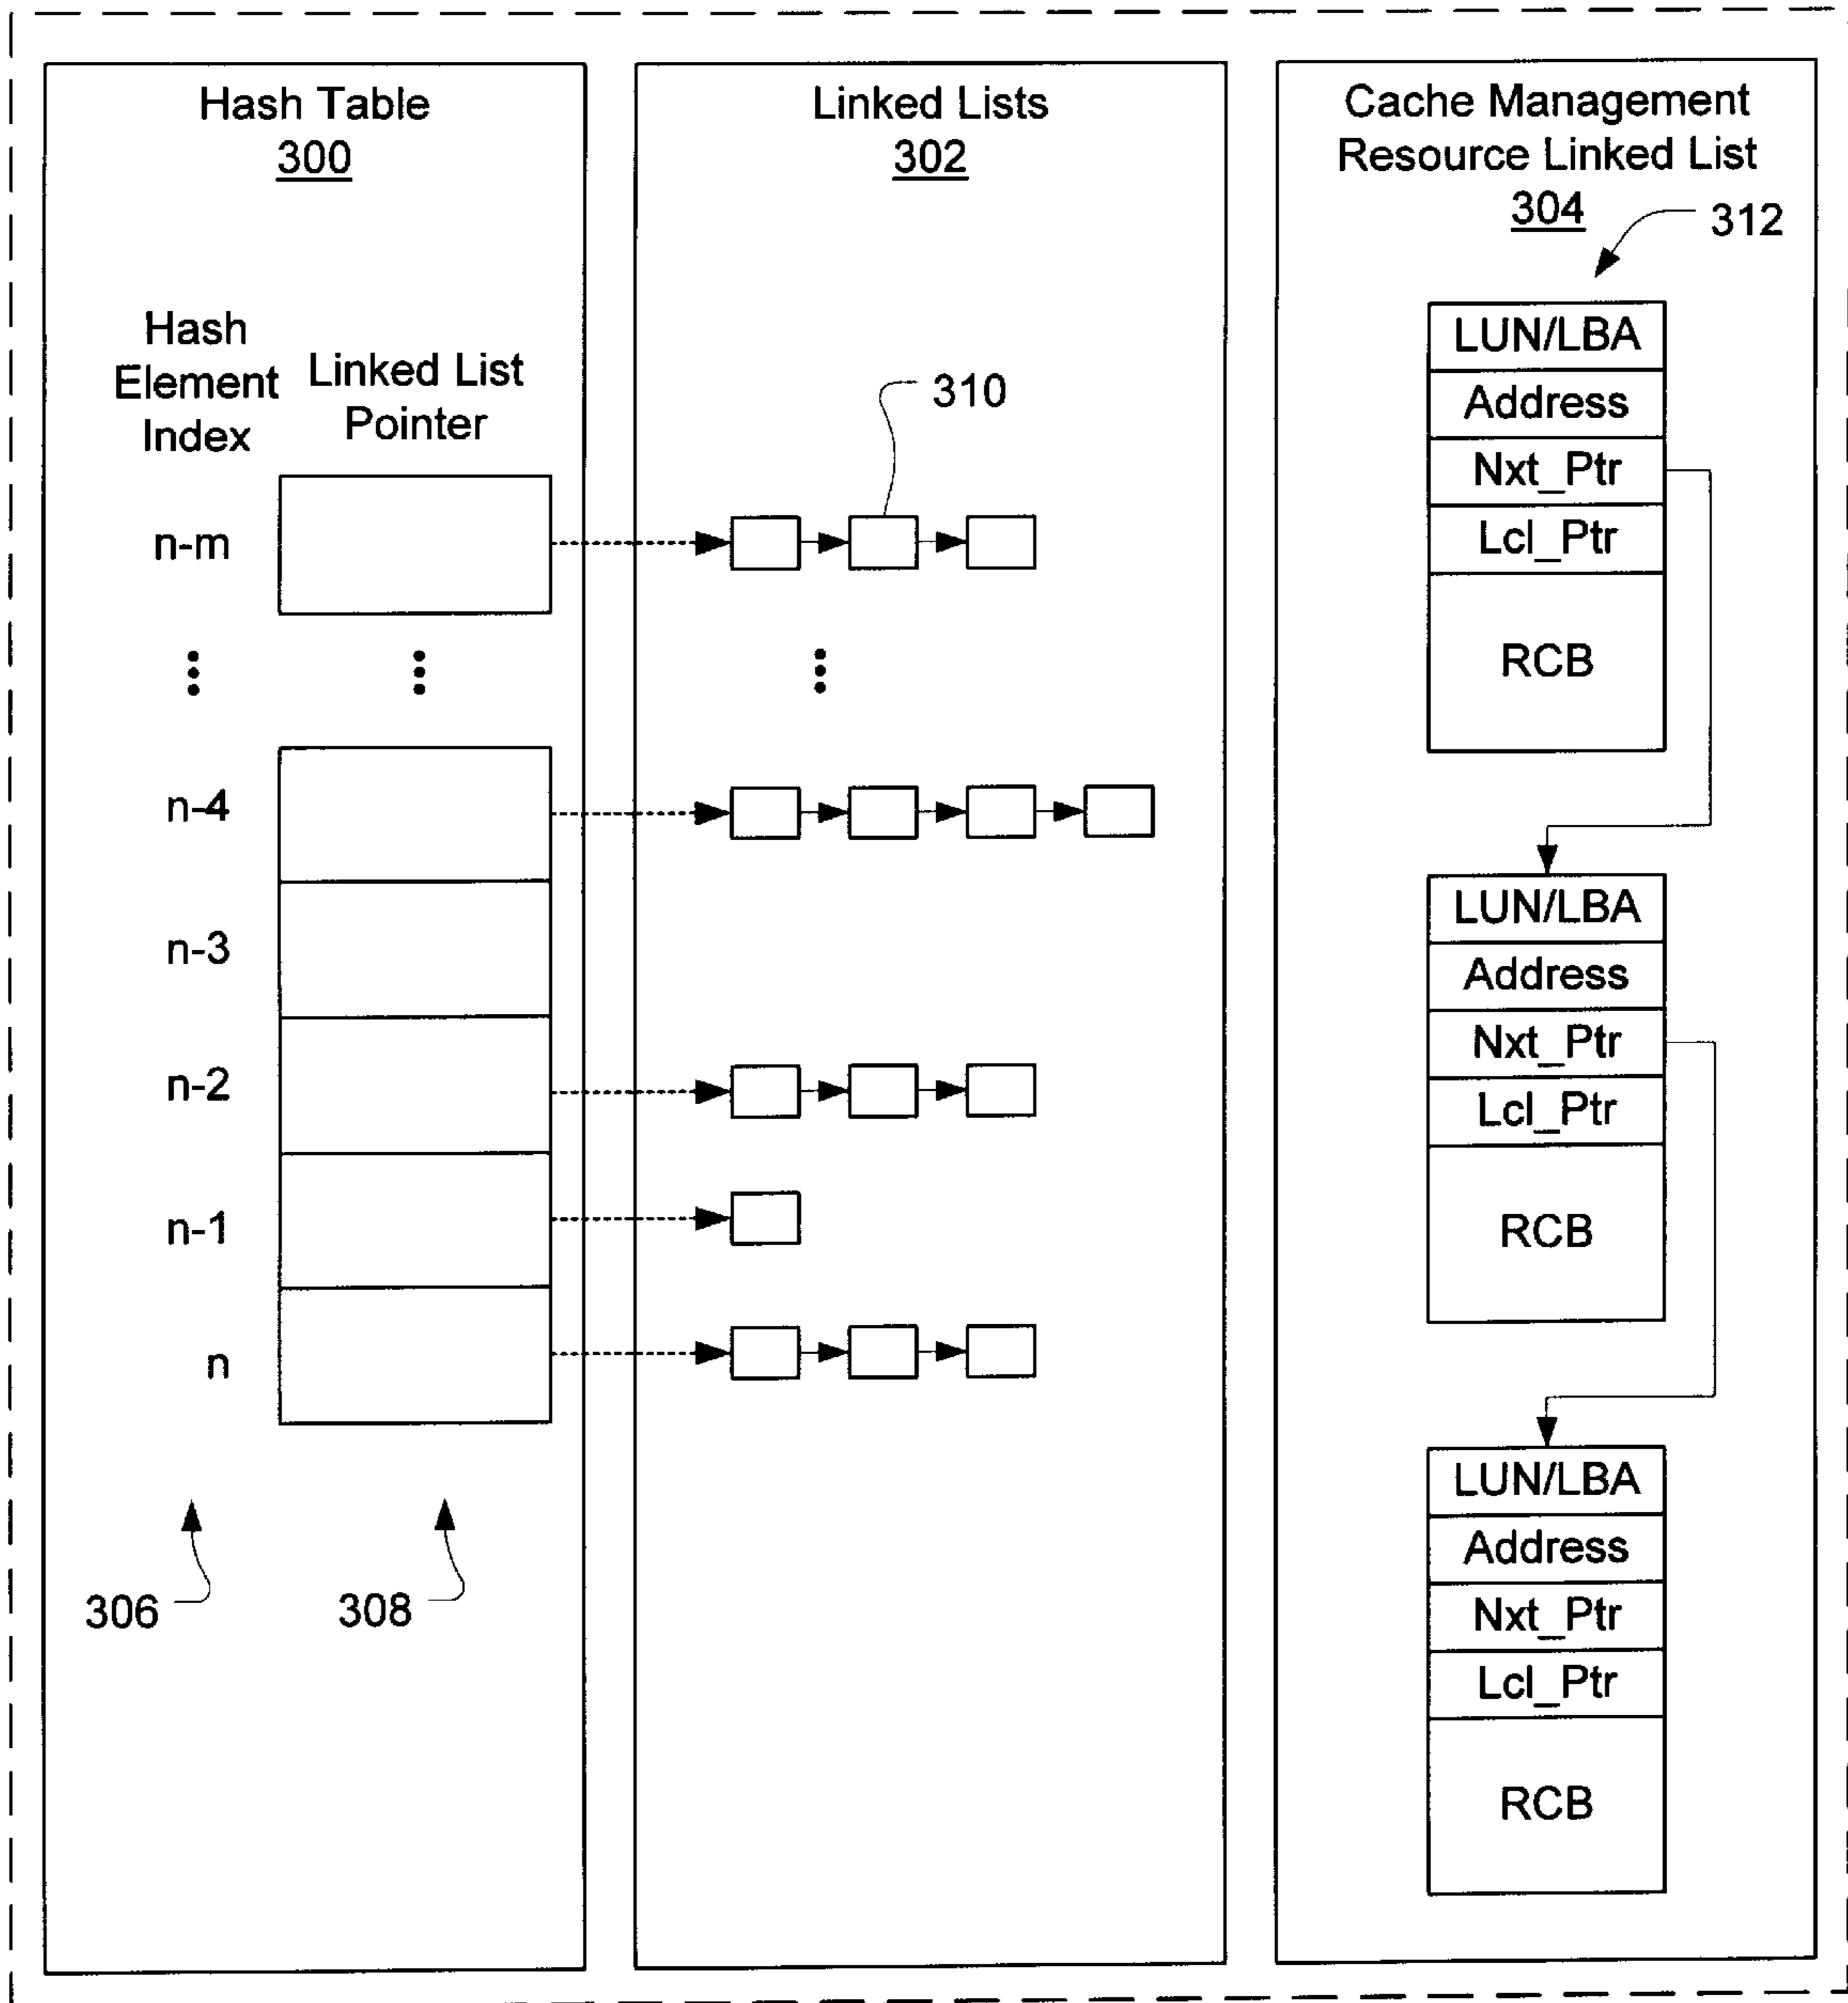 Hash Table
300
Hash
Element
Index
Linked List
Pointer
n-m
n-4
n-3
n-2
n-1
n
306
308
Linked Lists
302
310
Cache Management
Resource Linked List
304
312
LUN/LBA
Address
Nxt_Ptr
Lcl_Ptr
RCB
LUN/LBA
Address
Nxt_Ptr
Lcl_Ptr
RCB
LUN/LBA
Address
Nxt_Ptr
Lcl_Ptr
RCB